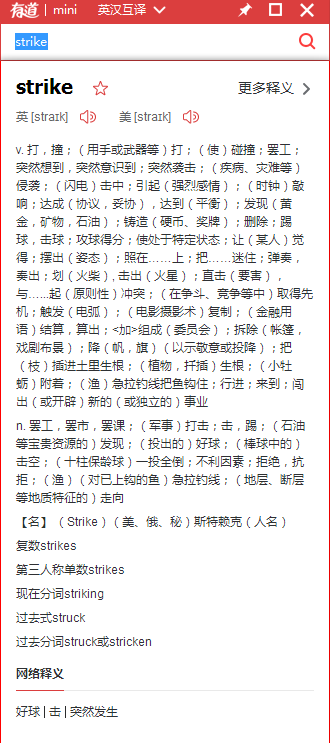 有道 | mini 英汉互译
strike
strike 更多释义
英 [straɪk] 美 [straɪk]
v. 打，撞；（用手或武器等）打；（使）碰撞；罢工；
突然想到，突然意识到；突然袭击；（疾病、灾难等）
侵袭；（闪电）击中；引起（强烈感情）；（时钟）敲
响；达成（协议，妥协），达到（平衡）；发现（黄
金，矿物，石油）；铸造（硬币、奖牌）；删除；踢
球，击球；攻球得分；使处于特定状态；让（某人）觉
得；摆出（姿态）；照在……上；把……迷住；弹奏，
奏出；划（火柴），击出（火星）；直击（要害），
与……起（原则性）冲突；（在争斗、竞争等中）取得先
机；触发（电弧）；（电影摄影术）复制；（金融用
语）结算，算出；<加>组成（委员会）；拆除（帐篷，
戏剧布景）；降（帆，旗）（以示敬意或投降）；把
（枝）插进土里生根；（植物，扦插）生根；（小牡
蛎）附着；（渔）急拉钓线把鱼钩住；行进；来到；闯
出（或开辟）新的（或独立的）事业
n. 罢工，罢市，罢课；（军事）打击；击，踢；（石油
等宝贵资源的）发现；（投出的）好球；（棒球中的）
击空；（十柱保龄球）一投全倒；不利因素；拒绝，抗
拒；（渔）（对已上钩的鱼）急拉钓线；（地层、断层
等地质特征的）走向
【名】（Strike）（美、俄、秘）斯特赖克（人名）
复数strikes
第三人称单数strikes
现在分词striking
过去式struck
过去分词struck或stricken
网络释义
好球 | 击 | 突然发生